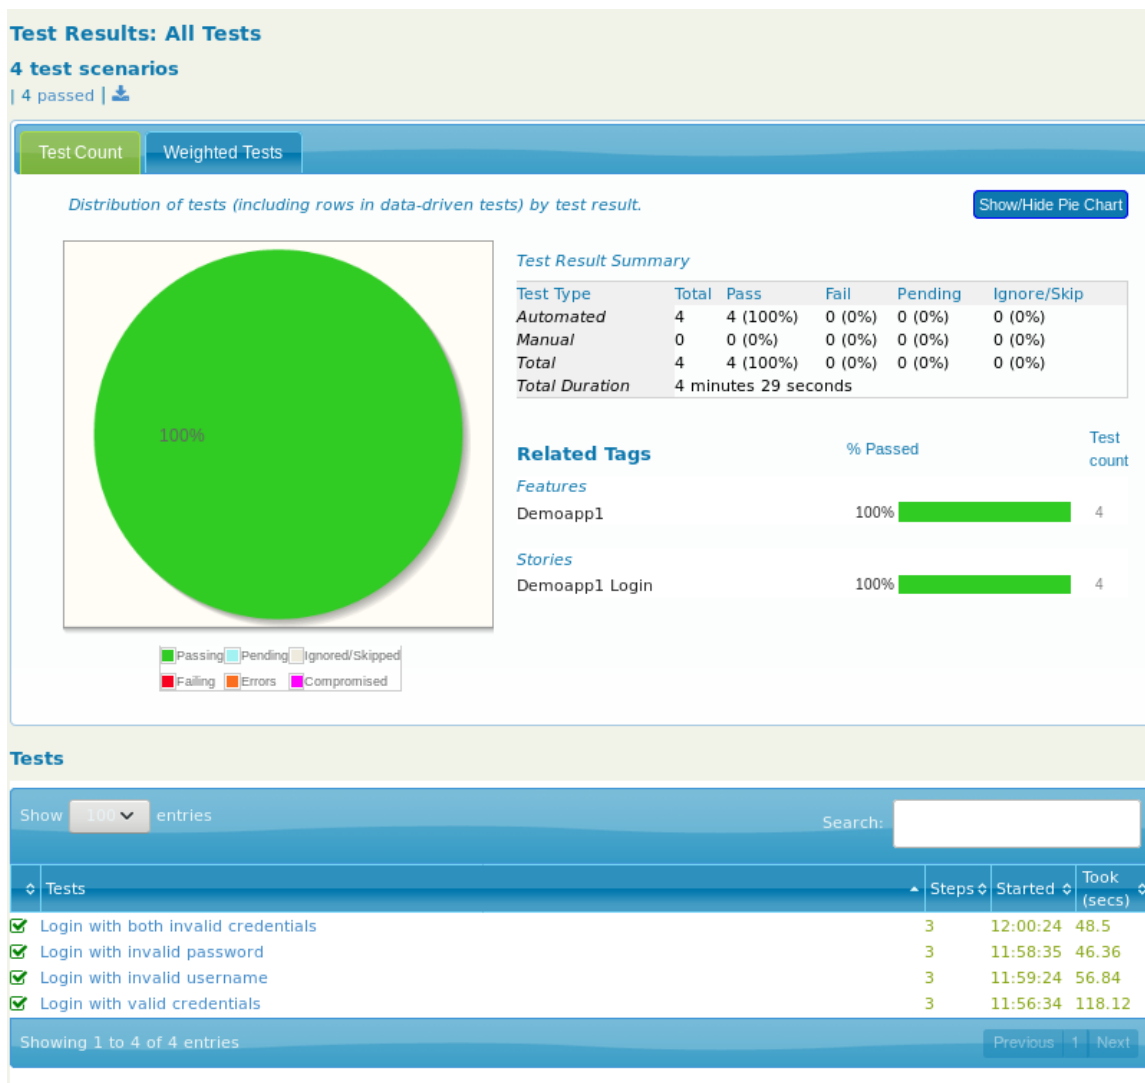 Test Results: All Tests
4 test scenarios
| 4 passed |
Test Count Weighted Tests
Distribution of tests (including rows in data-driven tests) by test result.
Show/Hide Pie Chart
100%
Passing Pending Ignored/Skipped
Failing Errors Compromised
Test Result Summary
Test Type Total Pass Fail Pending Ignore/Skip
Automated 4 4 (100%) 0 (0%) 0 (0%) 0 (0%)
Manual 0 0 (0%) 0 (0%) 0 (0%) 0 (0%)
Total 4 4 (100%) 0 (0%) 0 (0%) 0 (0%)
Total Duration 4 minutes 29 seconds
Related Tags % Passed Test count
Features
Demoapp1 100% 4
Stories
Demoapp1 Login 100% 4
Tests
Show 100 entries Search:
Tests Steps Started Took (secs)
Login with both invalid credentials 3 12:00:24 48.5
Login with invalid password 3 11:58:35 46.36
Login with invalid username 3 11:59:24 56.84
Login with valid credentials 3 11:56:34 118.12
Showing 1 to 4 of 4 entries Previous 1 Next